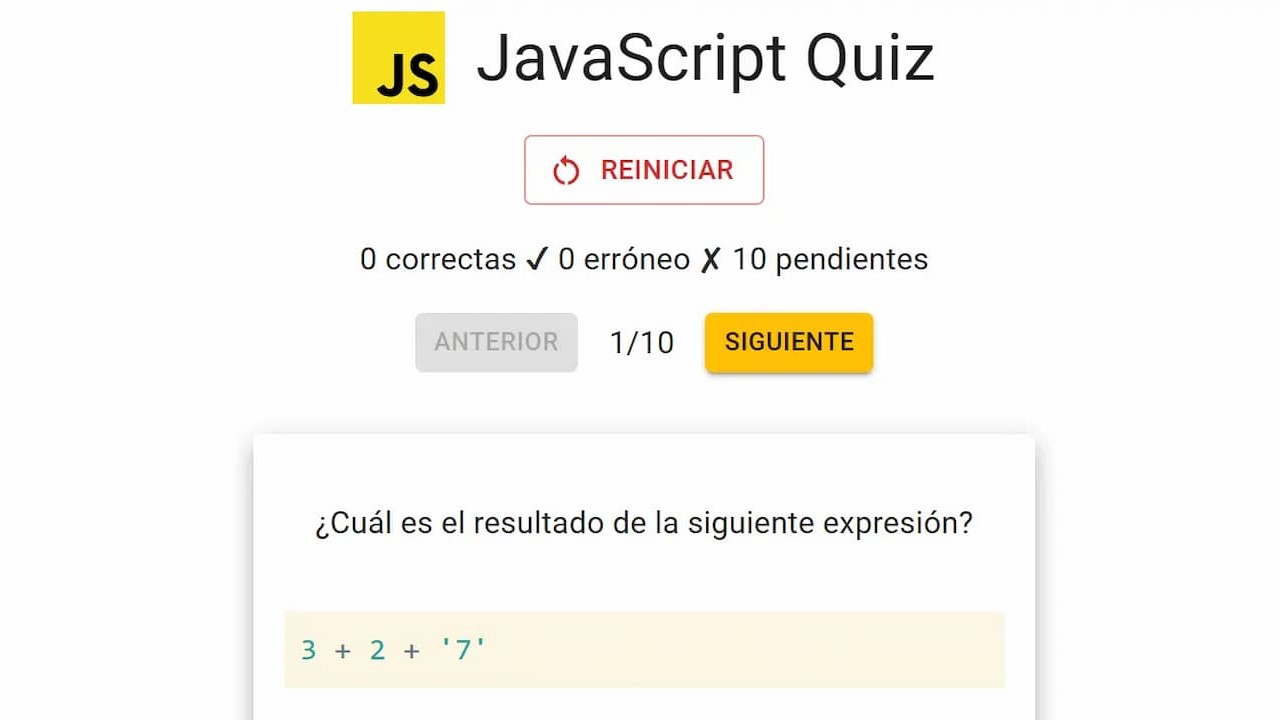 JS JavaScript Quiz
REINICIAR
0 correctas ✓ 0 erróneo ✗ 10 pendientes
ANTERIOR 1/10 SIGUIENTE
¿Cuál es el resultado de la siguiente expresión?
3 + 2 + '7'